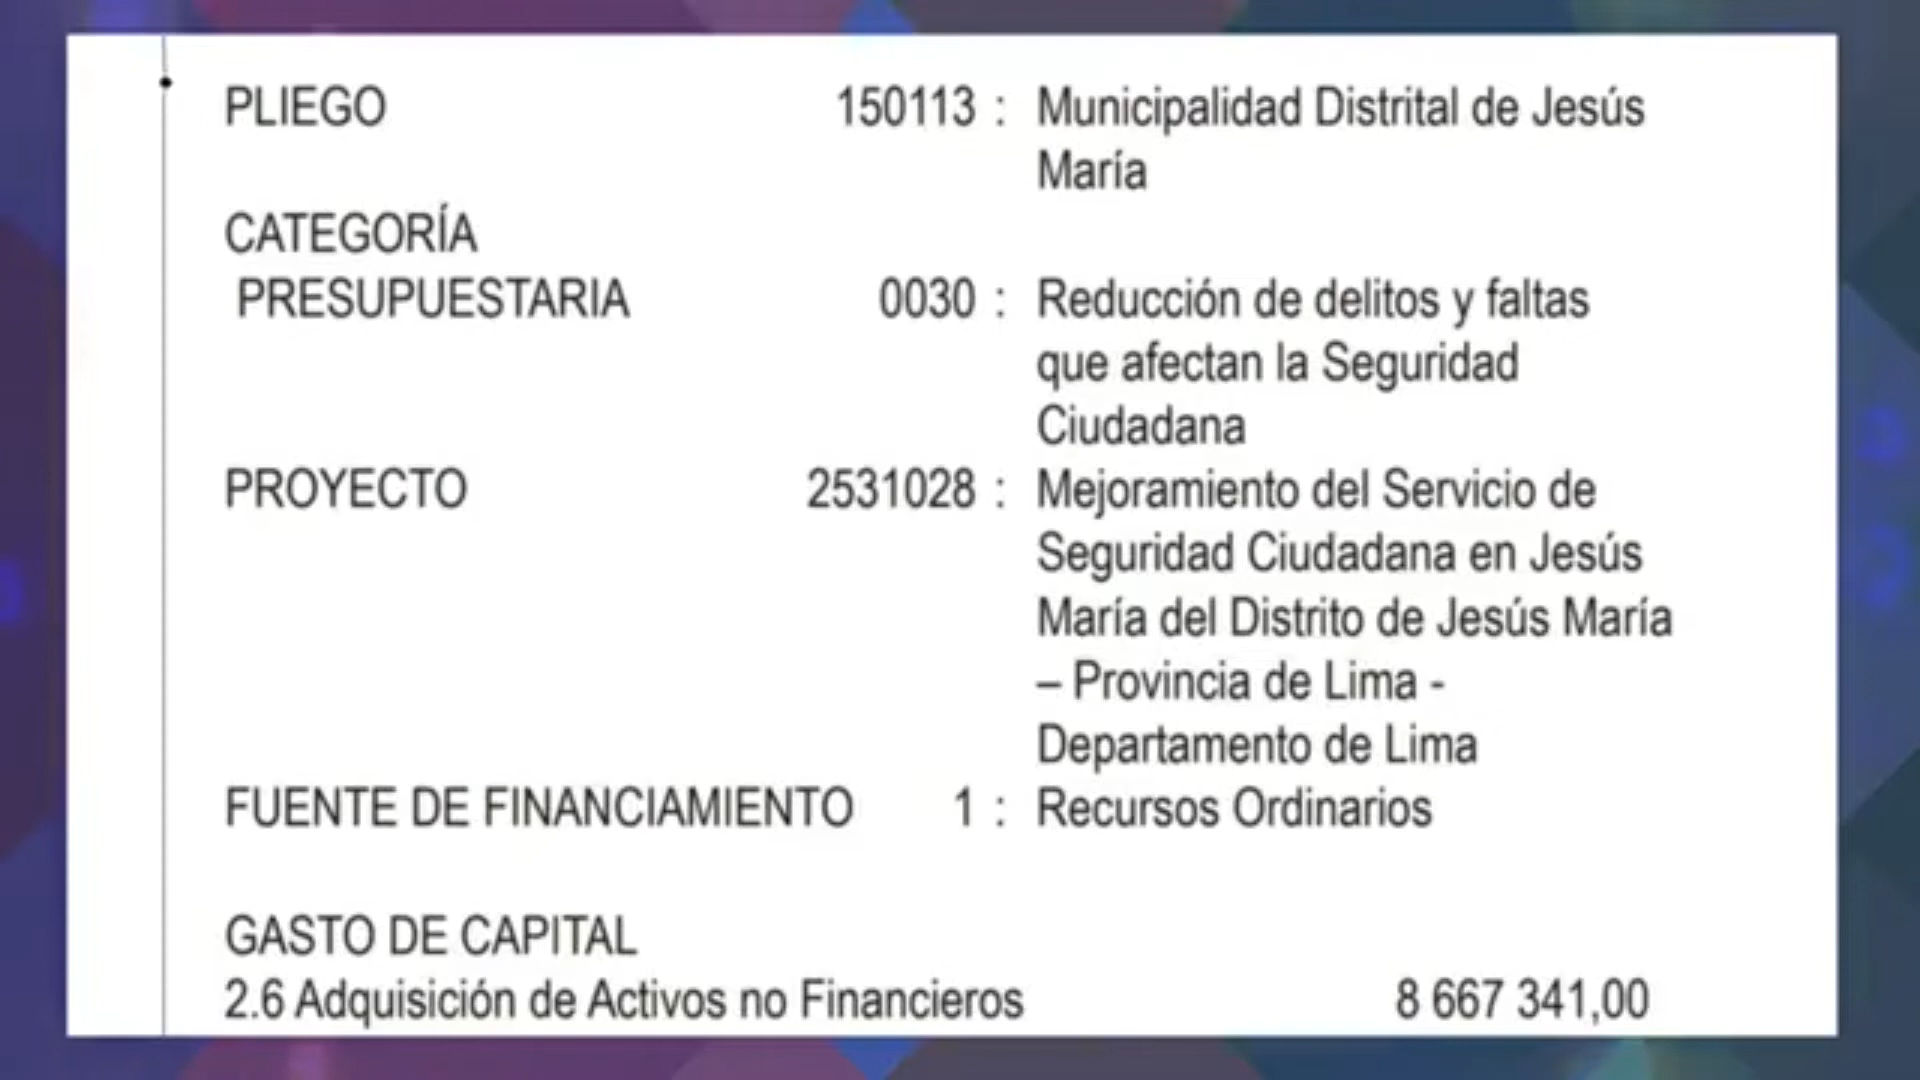 PLIEGO 150113 : Municipalidad Distrital de Jesús
María
CATEGORÍA
PRESUPUESTARIA 0030 : Reducción de delitos y faltas
que afectan la Seguridad
Ciudadana
PROYECTO 2531028 : Mejoramiento del Servicio de
Seguridad Ciudadana en Jesús
María del Distrito de Jesús María
– Provincia de Lima -
Departamento de Lima
FUENTE DE FINANCIAMIENTO 1 : Recursos Ordinarios
GASTO DE CAPITAL
2.6 Adquisición de Activos no Financieros 8 667 341,00